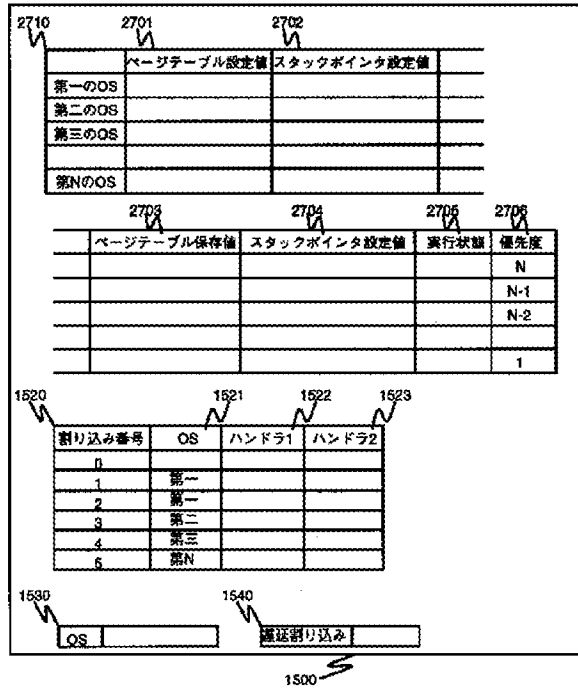 2710 2701 2702
ページテーブル設定値 スタックポインタ設定値
第一のOS
第二のOS
第三のOS
第NのOS
2703 2704 2705 2706
ページテーブル保存値 スタックポインタ設定値 実行状態 優先度
N
N-1
N-2
1
1520 1521 1522 1523
割り込み番号 OS ハンドラ1 ハンドラ2
0
1 第一
2 第一
3 第二
4 第三
5 第N
1530 1540
OS 遅延割り込み
1500